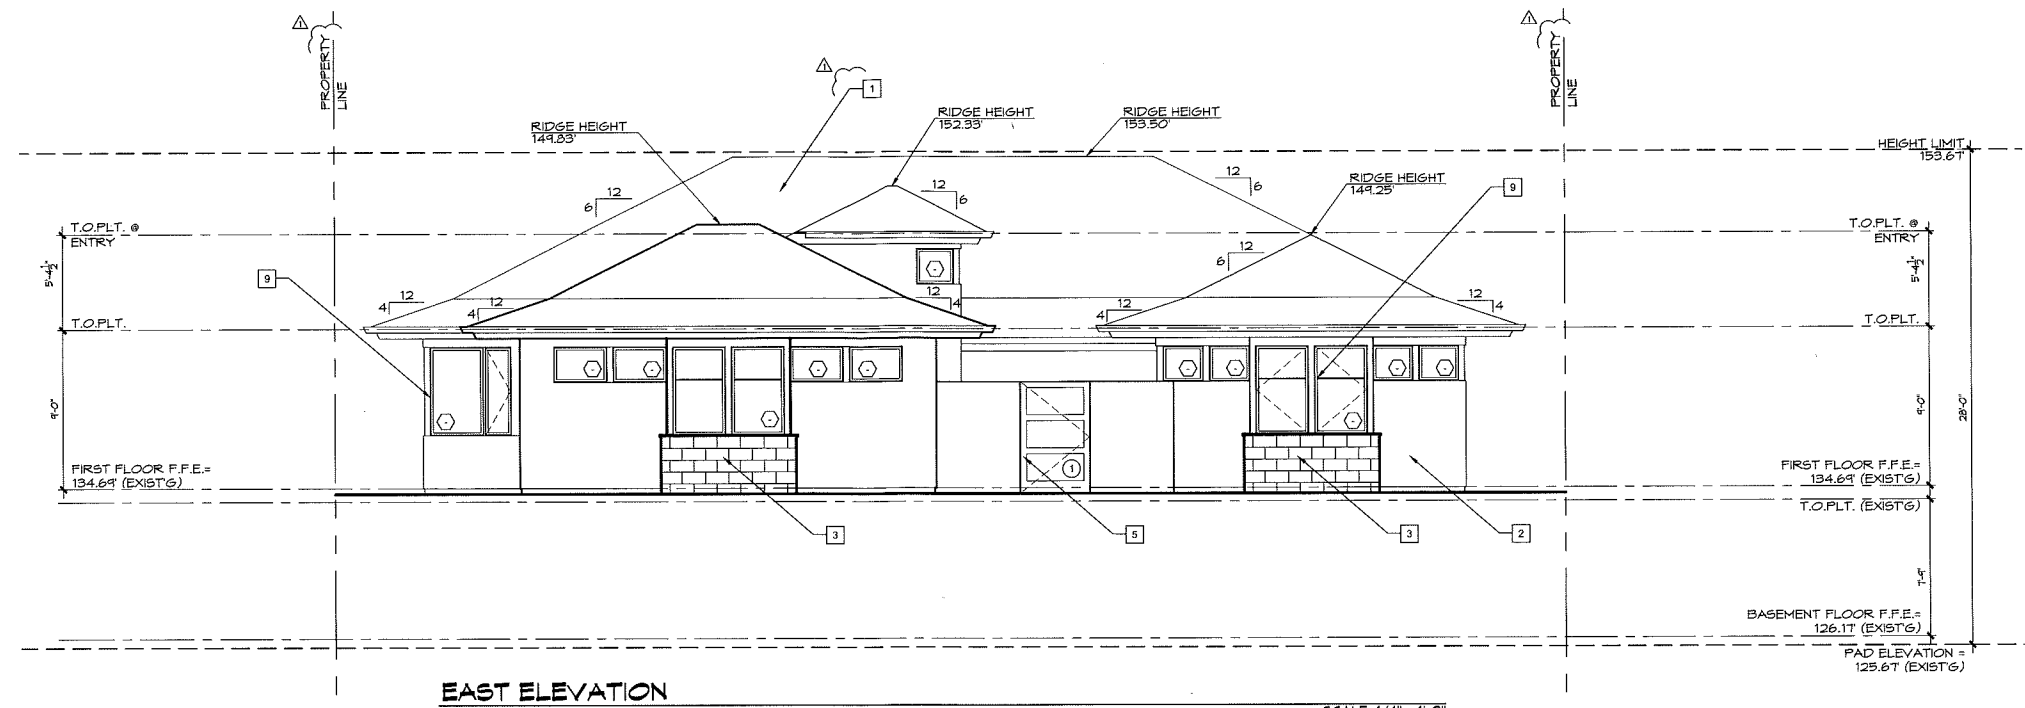 1
PROPERTY
LINE
1
1
1
PROPERTY
LINE
RIDGE HEIGHT
149.83'
RIDGE HEIGHT
152.33'
RIDGE HEIGHT
153.50'
HEIGHT LIMIT
153.67'
RIDGE HEIGHT
149.25'
9
12
6
12
6
12
6
T.O.PLT. @
ENTRY
T.O.PLT. @
ENTRY
5'-4½"
5'-4½"
9
12
6
12
4
12
4
12
4
12
4
12
4
T.O.PLT.
T.O.PLT.
9'-0"
9'-0"
28'-0"
1
FIRST FLOOR F.F.E.=
134.69' (EXIST'G)
FIRST FLOOR F.F.E.=
134.69' (EXIST'G)
T.O.PLT. (EXIST'G)
3
5
3
2
7'-9"
BASEMENT FLOOR F.F.E.=
126.17' (EXIST'G)
PAD ELEVATION =
125.67' (EXIST'G)
EAST ELEVATION